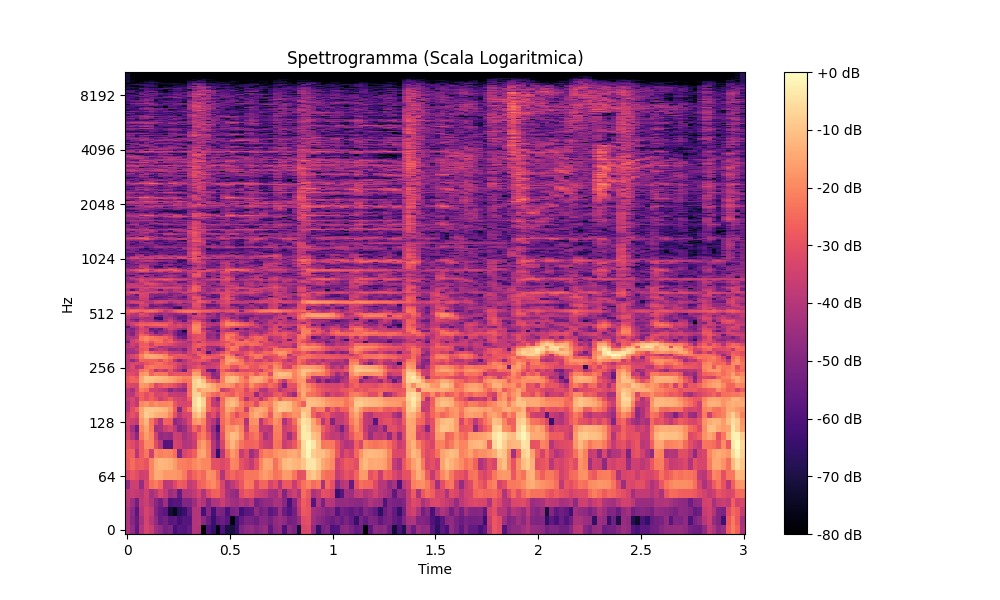 Spettrogramma (Scala Logaritmica)
8192
4096
2048
1024
512
256
128
64
0
Hz
0
0.5
1
1.5
2
2.5
3
Time
+0 dB
-10 dB
-20 dB
-30 dB
-40 dB
-50 dB
-60 dB
-70 dB
-80 dB